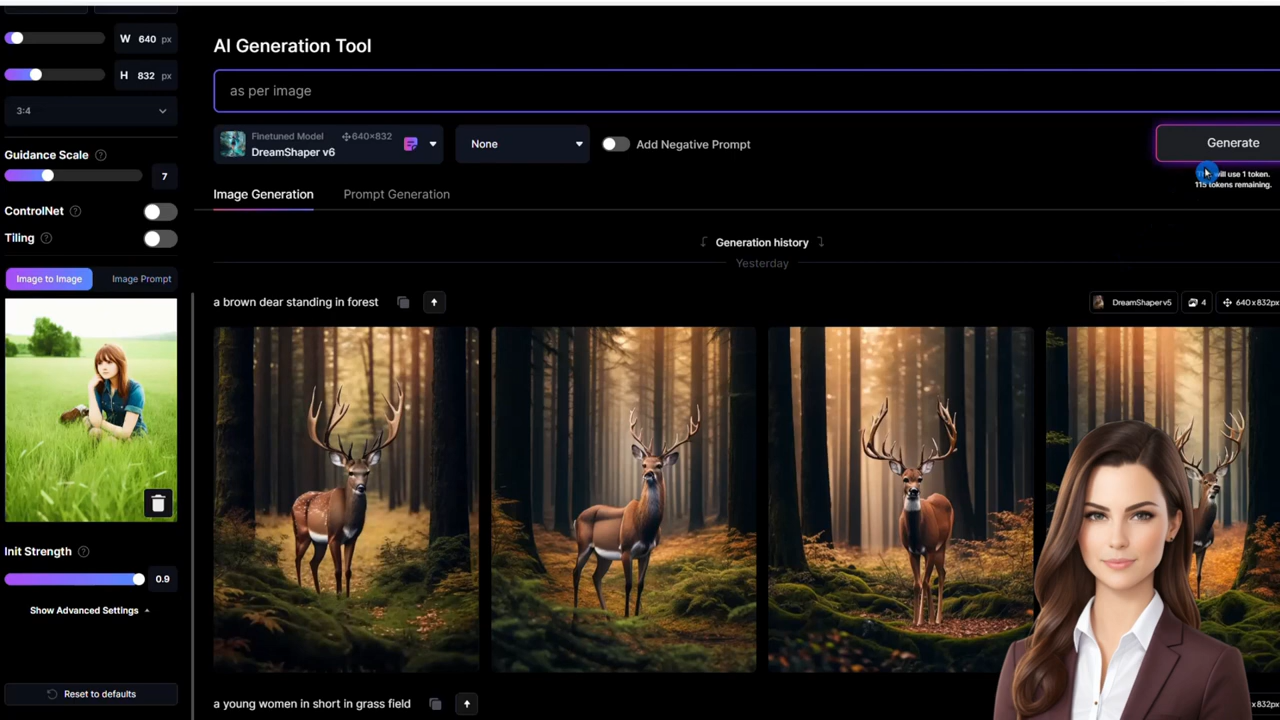 W 640 px
H 832 px
3:4
Guidance Scale ?
7
ControlNet ?
Tiling ?
Image to Image
Image Prompt
Init Strength ?
0.9
Show Advanced Settings
Reset to defaults
AI Generation Tool
as per image
Finetuned Model 640×832
DreamShaper v6
None
Add Negative Prompt
Generate
will use 1 token.
115 tokens remaining.
Image Generation
Prompt Generation
Generation history
Yesterday
a brown dear standing in forest
DreamShaper v5
4
640 x 832px
a young women in short in grass field
x 832px